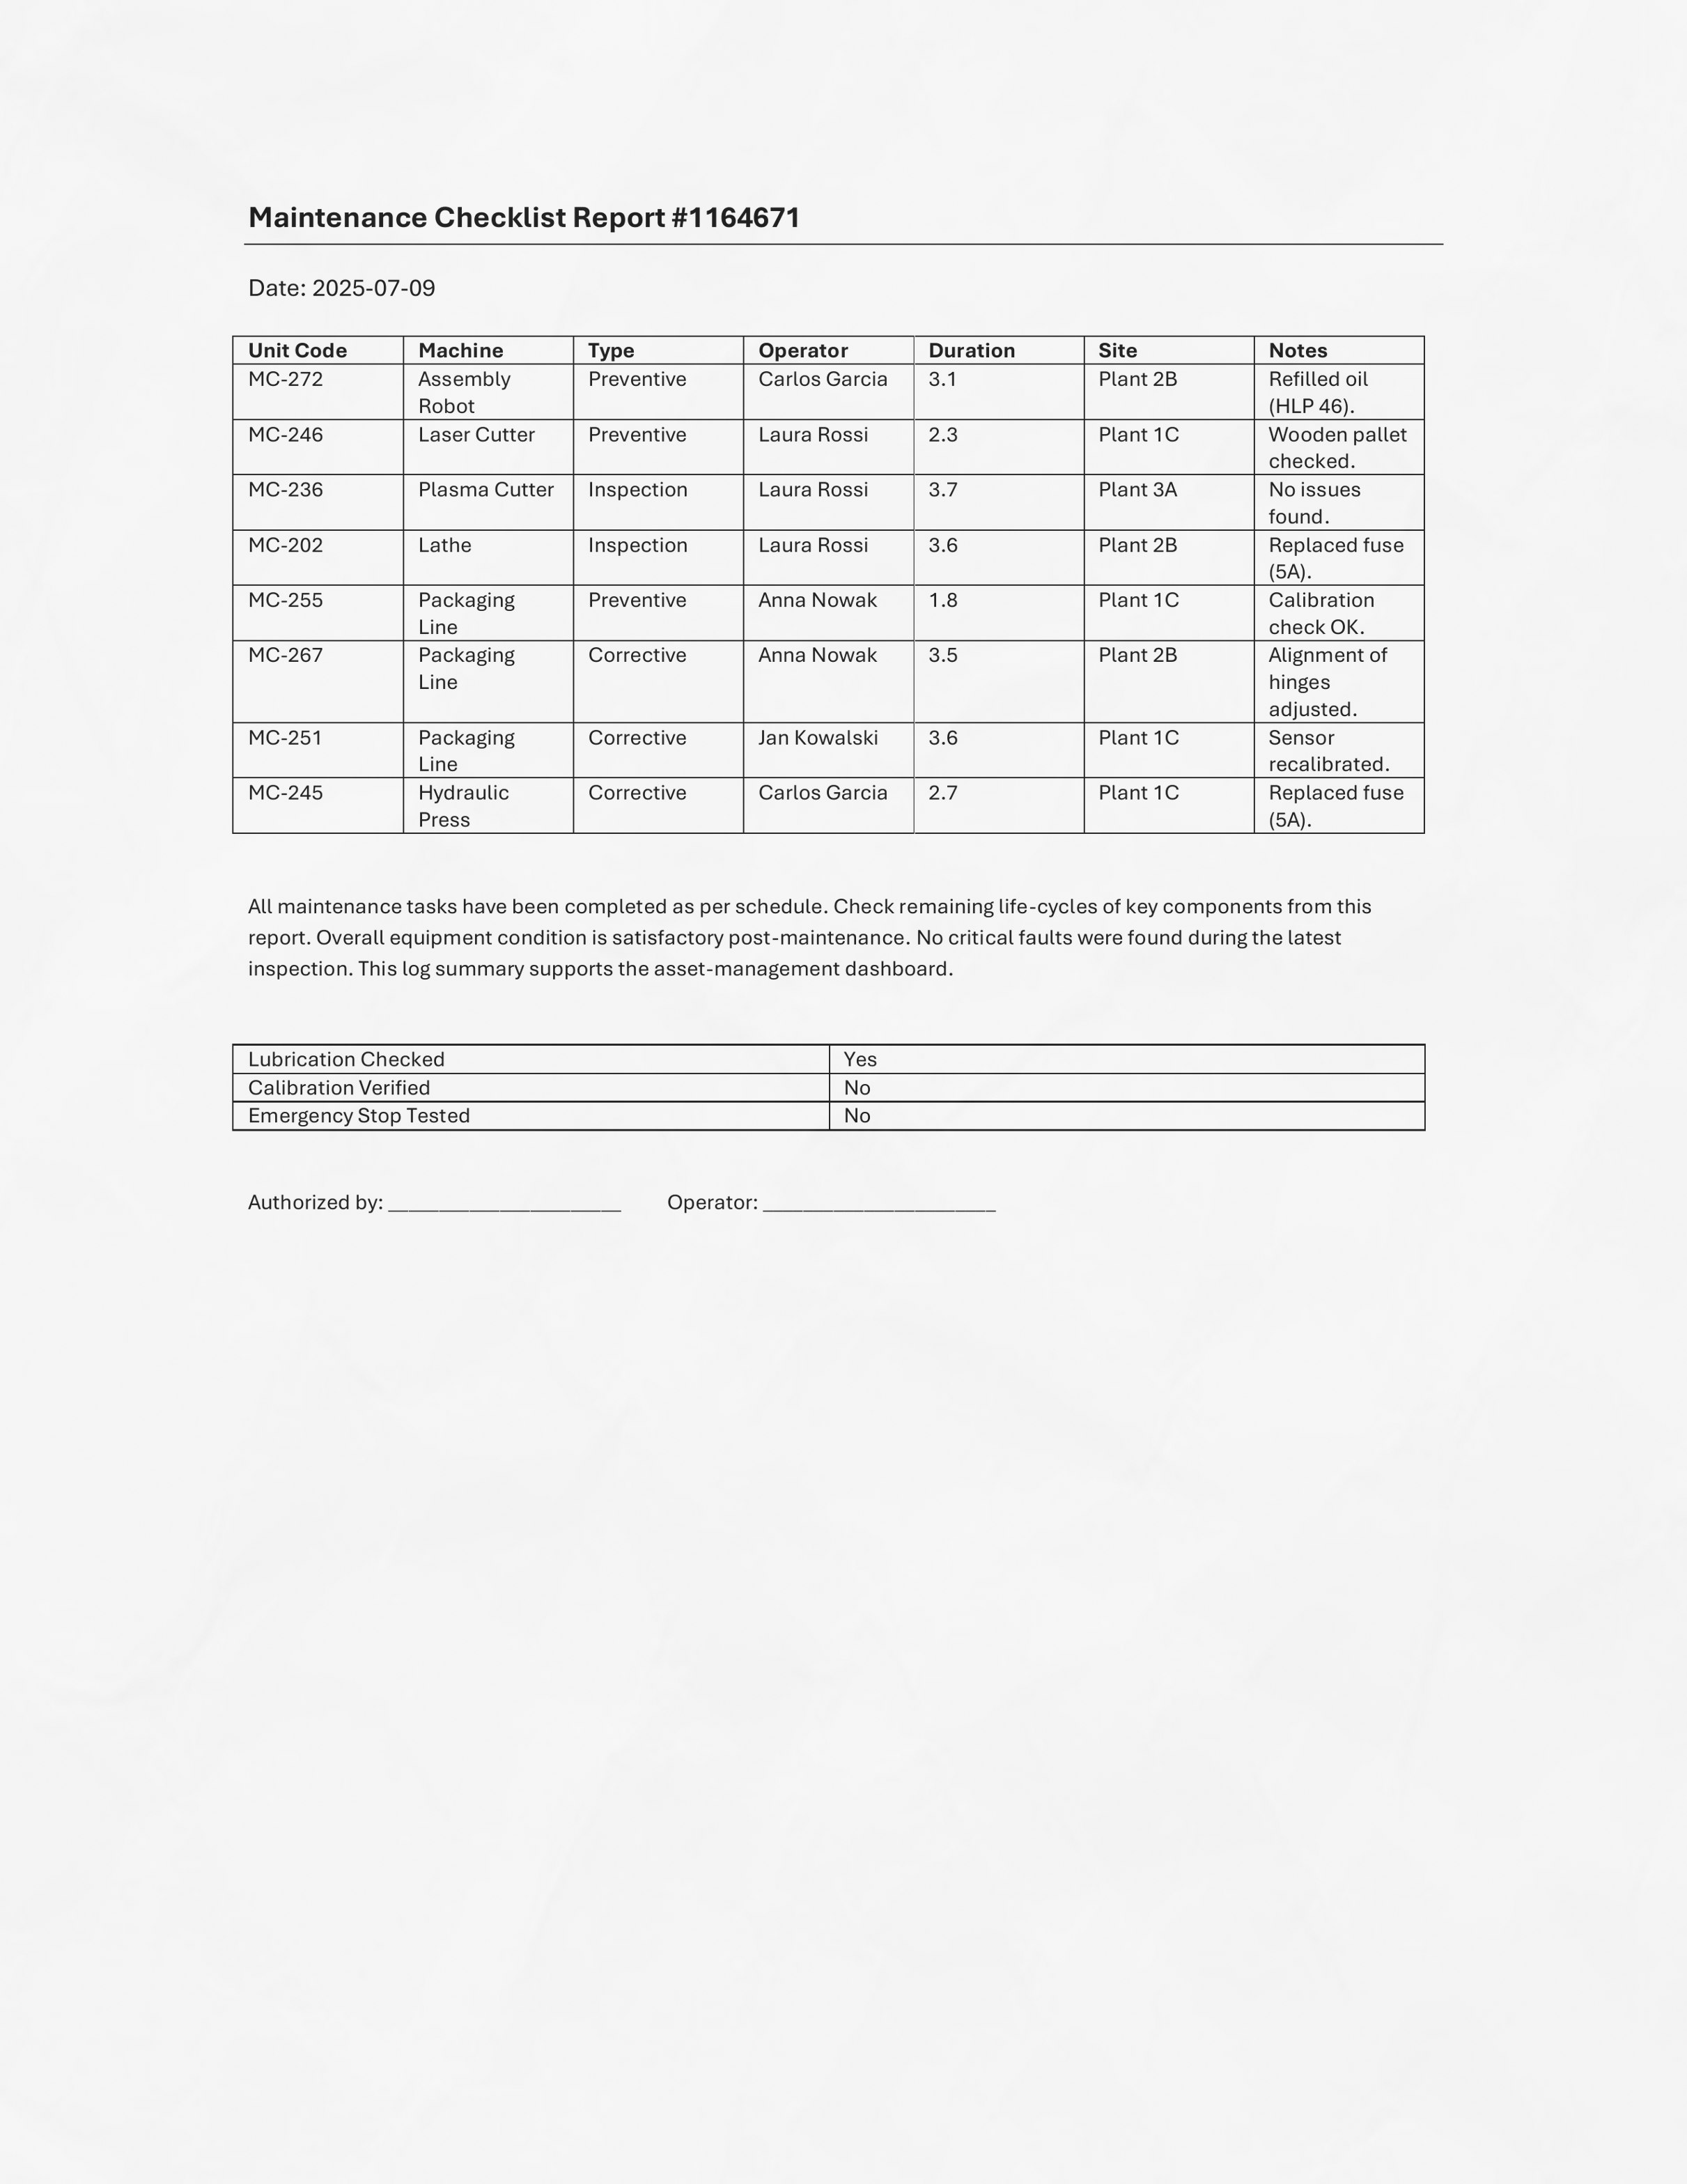 Maintenance Checklist Report #1164671
Date: 2025-07-09
Unit Code Machine Type Operator Duration Site Notes
MC-272 Assembly Preventive Carlos Garcia 3.1 Plant 2B Refilled oil
Robot (HLP 46).
MC-246 Laser Cutter Preventive Laura Rossi 2.3 Plant 1C Wooden pallet
checked.
MC-236 Plasma Cutter Inspection Laura Rossi 3.7 Plant 3A No issues
found.
MC-202 Lathe Inspection Laura Rossi 3.6 Plant 2B Replaced fuse
(5A).
MC-255 Packaging Preventive Anna Nowak 1.8 Plant 1C Calibration
Line check OK.
MC-267 Packaging Corrective Anna Nowak 3.5 Plant 2B Alignment of
Line hinges
adjusted.
MC-251 Packaging Corrective Jan Kowalski 3.6 Plant 1C Sensor
Line recalibrated.
MC-245 Hydraulic Corrective Carlos Garcia 2.7 Plant 1C Replaced fuse
Press (5A).
All maintenance tasks have been completed as per schedule. Check remaining life-cycles of key components from this
report. Overall equipment condition is satisfactory post-maintenance. No critical faults were found during the latest
inspection. This log summary supports the asset-management dashboard.
Lubrication Checked Yes
Calibration Verified No
Emergency Stop Tested No
Authorized by: ______________________ Operator: ______________________